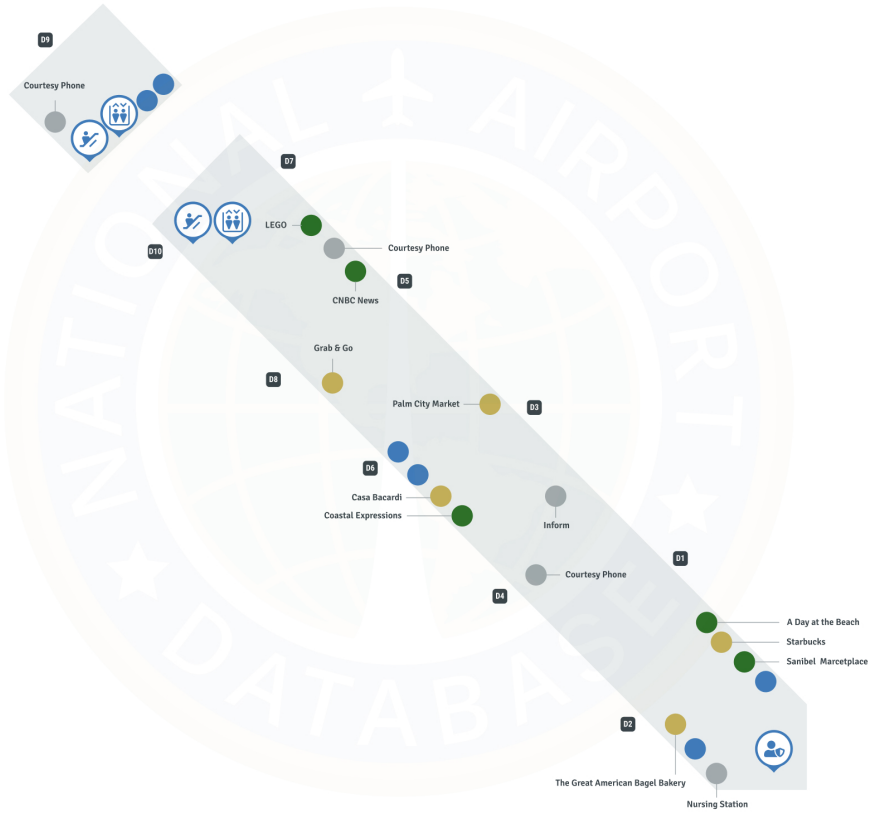 D9
Courtesy Phone
D7
LEGO
Courtesy Phone
D10
D5
CNBC News
Grab & Go
D8
Palm City Market
D3
D6
Casa Bacardi
Coastal Expressions
Inform
D1
Courtesy Phone
D4
A Day at the Beach
Starbucks
Sanibel Marcetplace
D2
The Great American Bagel Bakery
Nursing Station
NATIONAL AIRPORT
DATABASE